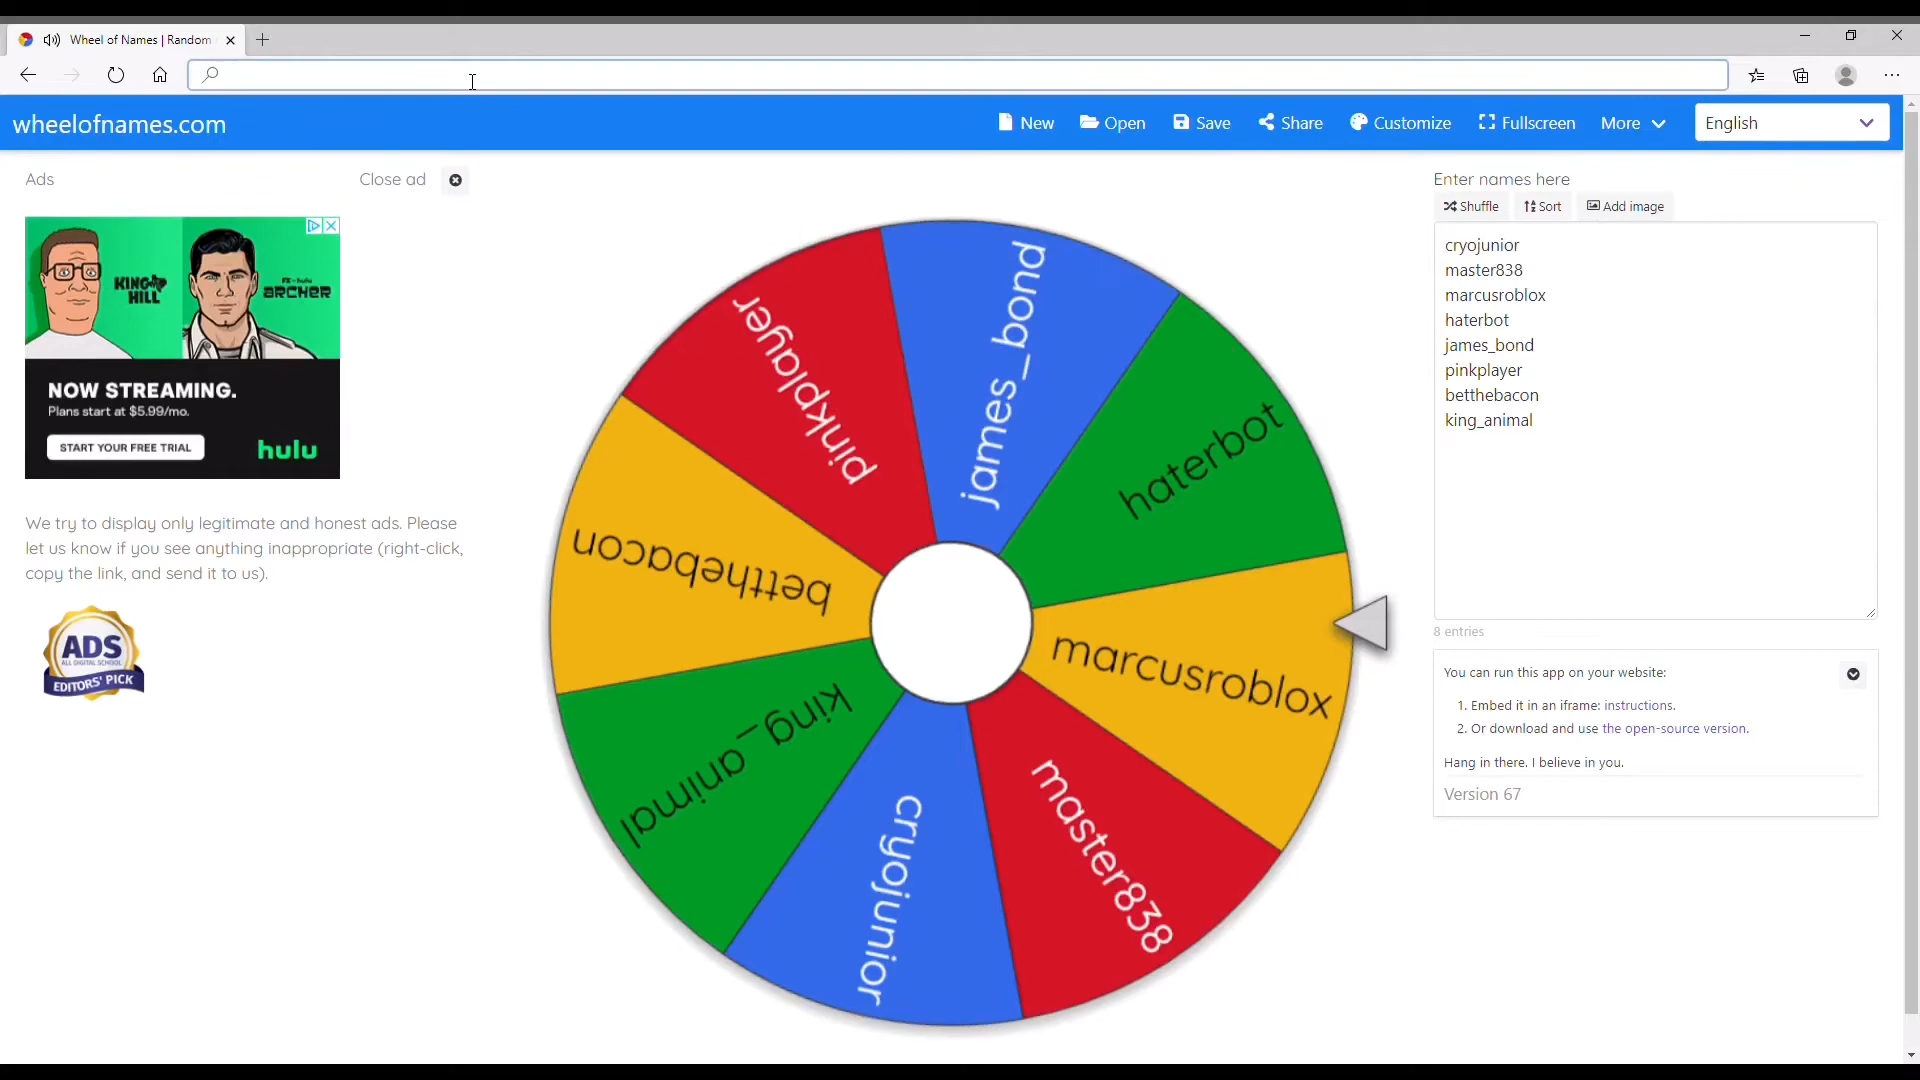 Wheel of Names | Random
wheelofnames.com
New
Open
Save
Share
Customize
Fullscreen
More
English
Ads
Close ad
KING HILL
FX on hulu
ARCHER
NOW STREAMING.
Plans start at $5.99/mo.
START YOUR FREE TRIAL
hulu
We try to display only legitimate and honest ads. Please
let us know if you see anything inappropriate (right-click,
copy the link, and send it to us).
ADS
ALL DIGITAL SCHOOL
EDITORS' PICK
james_bond
haterbot
marcusroblox
master838
cryojunior
king_animal
betthebacon
pinkplayer
Enter names here
Shuffle
Sort
Add image
cryojunior
master838
marcusroblox
haterbot
james_bond
pinkplayer
betthebacon
king_animal
8 entries
You can run this app on your website:
1. Embed it in an iframe: instructions.
2. Or download and use the open-source version.
Hang in there. I believe in you.
Version 67